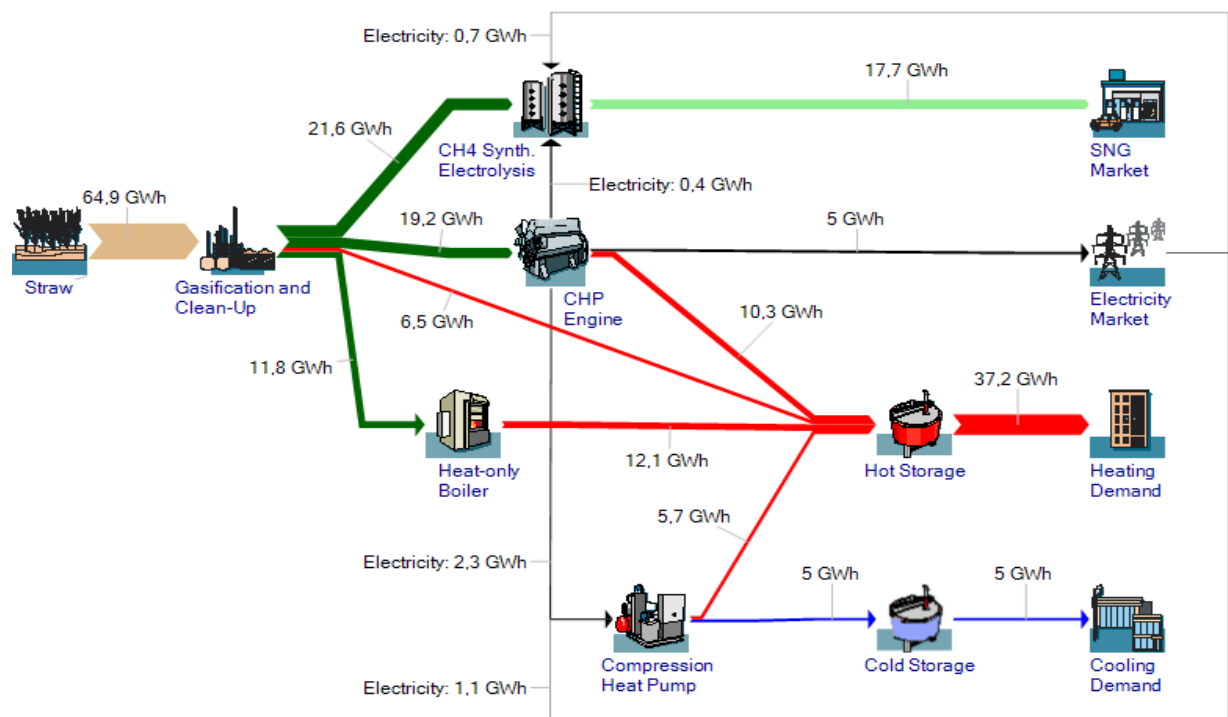 Electricity: 0,7 GWh
17,7 GWh
21,6 GWh
CH4 Synth.
Electrolysis
SNG
Market
Electricity: 0,4 GWh
64,9 GWh
19,2 GWh
5 GWh
Straw
Gasification and
Clean-Up
CHP
Engine
Electricity
Market
6,5 GWh
10,3 GWh
11,8 GWh
37,2 GWh
12,1 GWh
Heat-only
Boiler
Hot Storage
Heating
Demand
5,7 GWh
Electricity: 2,3 GWh
5 GWh
5 GWh
Compression
Heat Pump
Cold Storage
Cooling
Demand
Electricity: 1,1 GWh